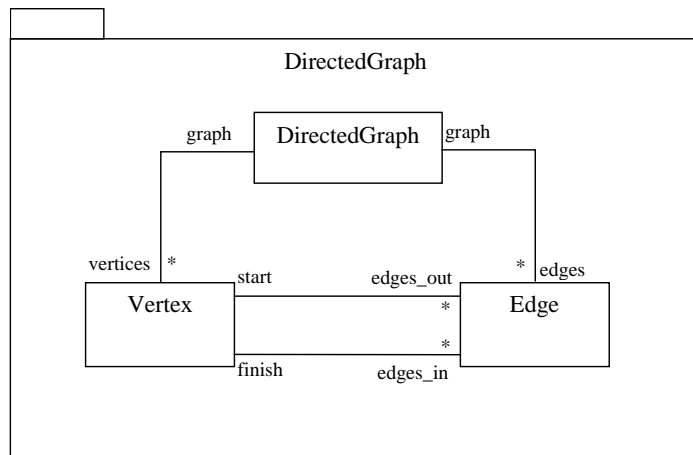 DirectedGraph
graph
DirectedGraph
graph
vertices
*
*
edges
Vertex
start
edges_out
*
Edge
*
finish
edges_in